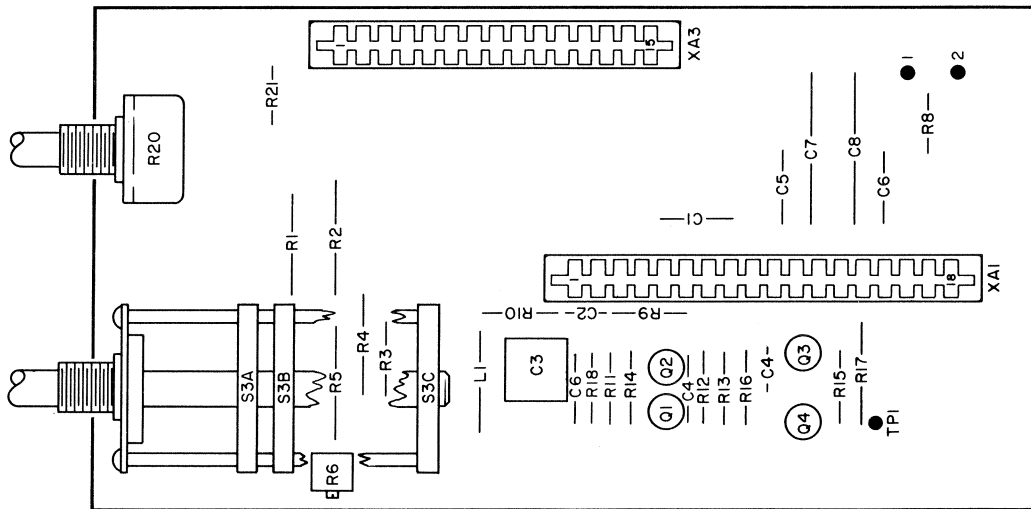 1
15
XA3
1
2
R21
R20
R8
C7
C8
C5
C6
C1
R1
R2
1
18
XA1
R10
C2
R9
R4
R3
S3A
S3B
R5
S3C
L1
C3
C6
R18
R11
R14
Q2
Q1
C4
R12
R13
R16
C4
Q3
Q4
R15
R17
TP1
R6